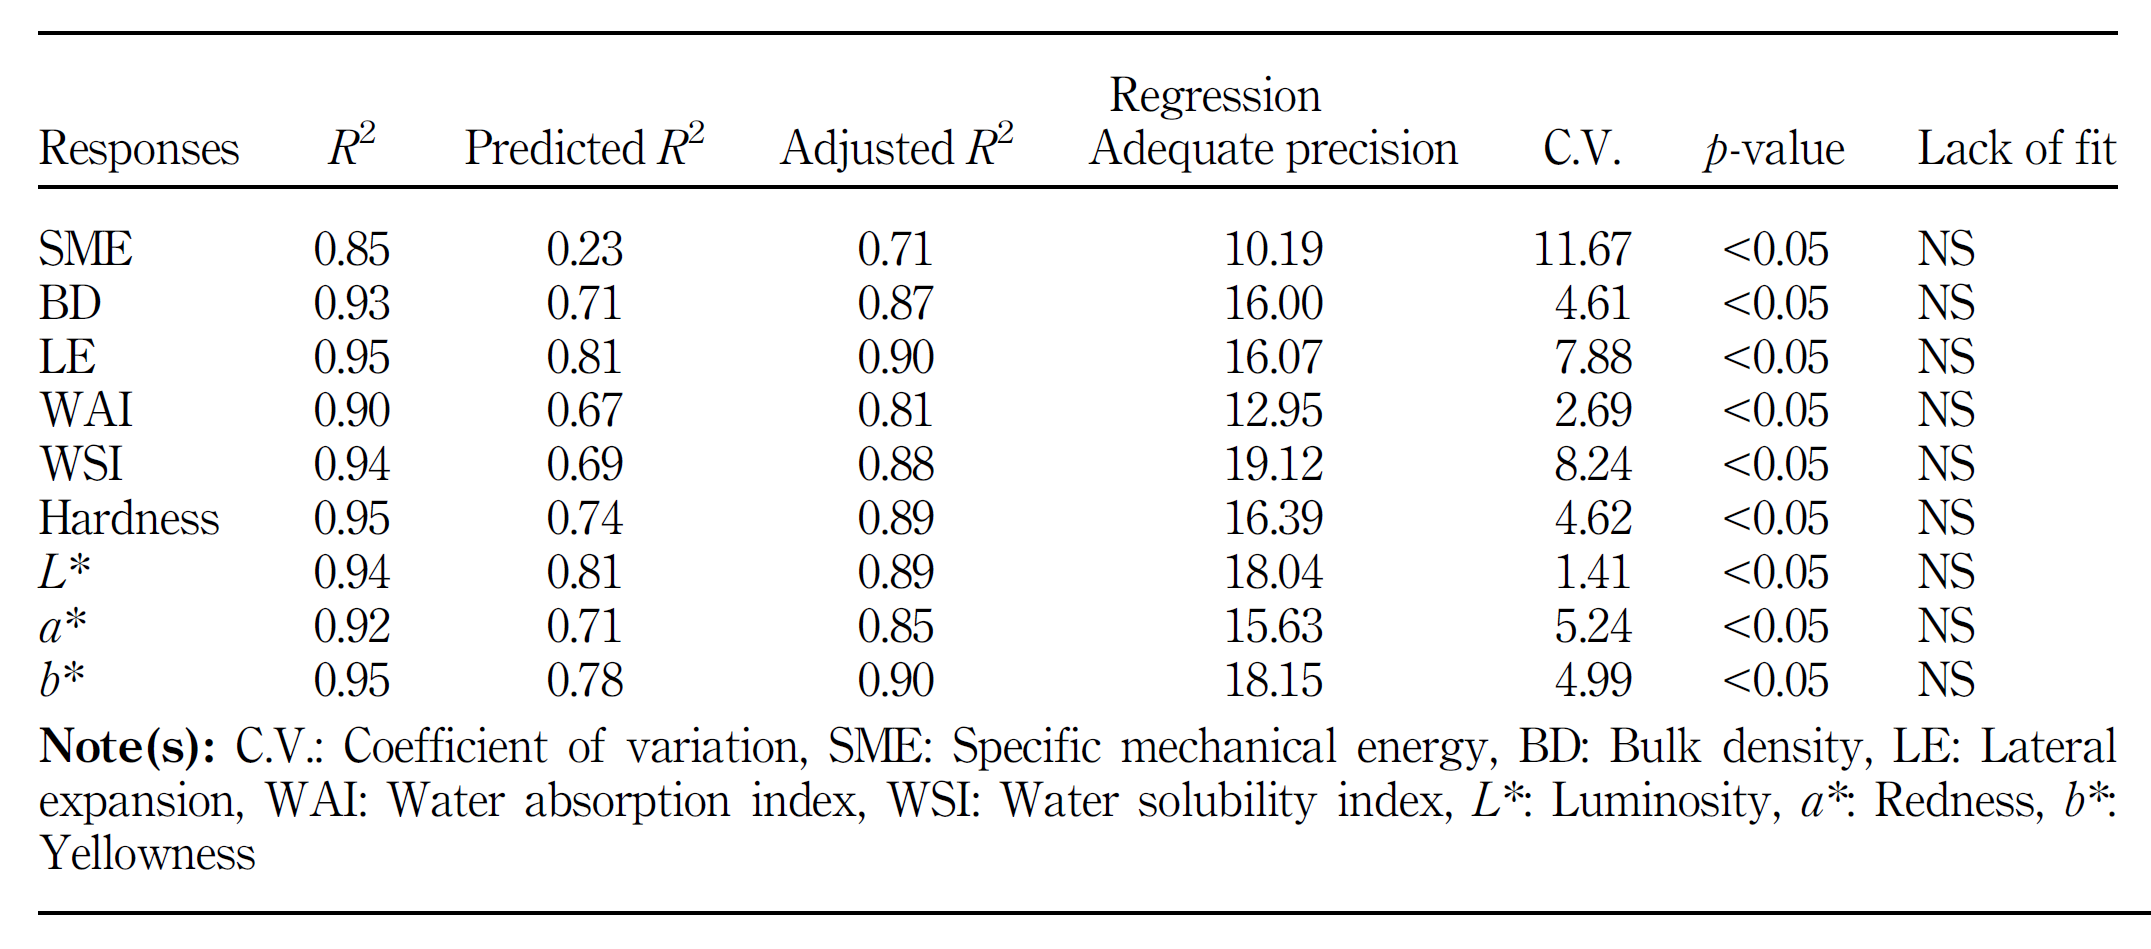 Regression
Responses R² Predicted R² Adjusted R² Adequate precision C.V. p-value Lack of fit
SME 0.85 0.23 0.71 10.19 11.67 <0.05 NS
BD 0.93 0.71 0.87 16.00 4.61 <0.05 NS
LE 0.95 0.81 0.90 16.07 7.88 <0.05 NS
WAI 0.90 0.67 0.81 12.95 2.69 <0.05 NS
WSI 0.94 0.69 0.88 19.12 8.24 <0.05 NS
Hardness 0.95 0.74 0.89 16.39 4.62 <0.05 NS
L* 0.94 0.81 0.89 18.04 1.41 <0.05 NS
a* 0.92 0.71 0.85 15.63 5.24 <0.05 NS
b* 0.95 0.78 0.90 18.15 4.99 <0.05 NS
Note(s): C.V.: Coefficient of variation, SME: Specific mechanical energy, BD: Bulk density, LE: Lateral
expansion, WAI: Water absorption index, WSI: Water solubility index, L*: Luminosity, a*: Redness, b*:
Yellowness